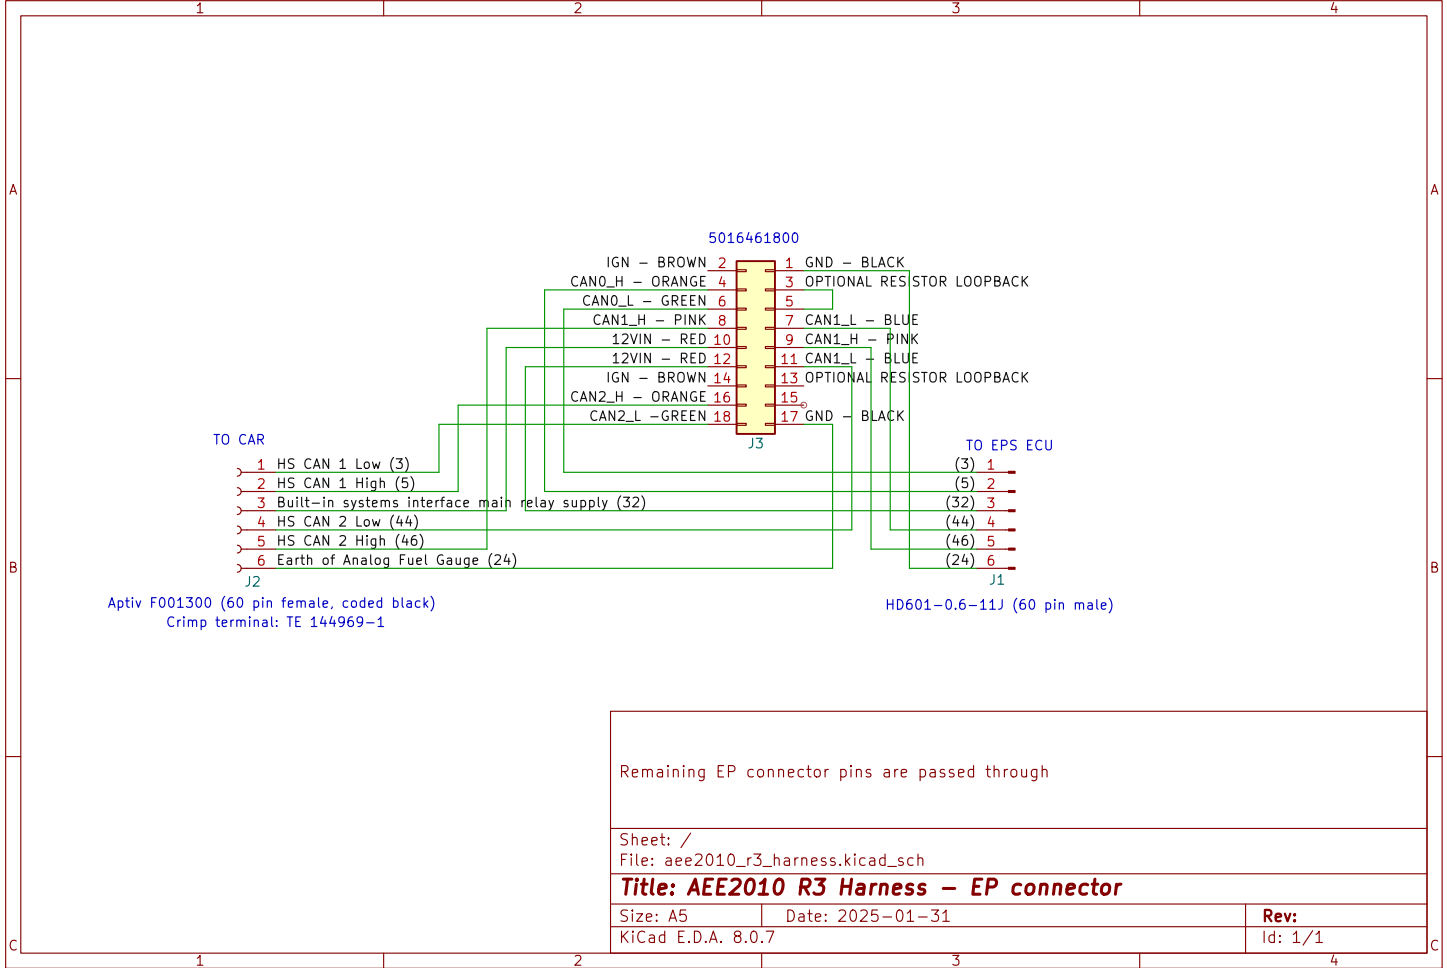 1 2 3 4
A A
B B
C C
5016461800
IGN - BROWN 2 1 GND - BLACK
CAN0_H - ORANGE 4 3 OPTIONAL RESISTOR LOOPBACK
CAN0_L - GREEN 6 5
CAN1_H - PINK 8 7 CAN1_L - BLUE
12VIN - RED 10 9 CAN1_H - PINK
12VIN - RED 12 11 CAN1_L - BLUE
IGN - BROWN 14 13 OPTIONAL RESISTOR LOOPBACK
CAN2_H - ORANGE 16 15
CAN2_L -GREEN 18 17 GND - BLACK
J3
TO CAR
1 HS CAN 1 Low (3)
2 HS CAN 1 High (5)
3 Built-in systems interface main relay supply (32)
4 HS CAN 2 Low (44)
5 HS CAN 2 High (46)
6 Earth of Analog Fuel Gauge (24)
J2
Aptiv F001300 (60 pin female, coded black)
Crimp terminal: TE 144969-1
TO EPS ECU
(3) 1
(5) 2
(32) 3
(44) 4
(46) 5
(24) 6
J1
HD601-0.6-11J (60 pin male)
Remaining EP connector pins are passed through
Sheet: /
File: aee2010_r3_harness.kicad_sch
Title: AEE2010 R3 Harness - EP connector
Size: A5 Date: 2025-01-31 Rev:
KiCad E.D.A. 8.0.7 Id: 1/1
1 2 3 4